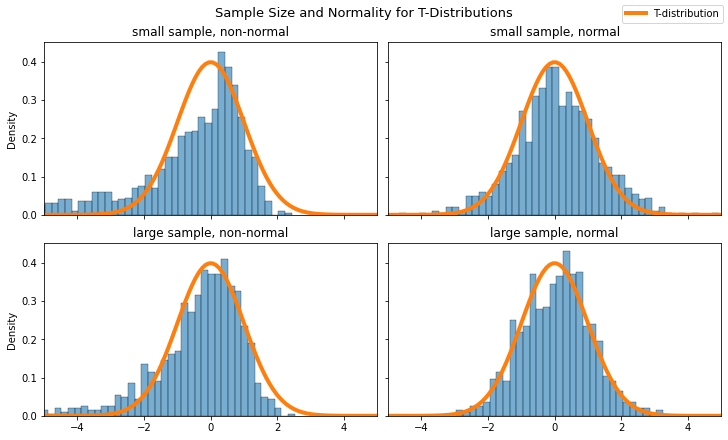 Sample Size and Normality for T-Distributions
T-distribution
small sample, non-normal
small sample, normal
0.4
0.3
0.2
0.1
0.0
Density
large sample, non-normal
large sample, normal
0.4
0.3
0.2
0.1
0.0
Density
−4 −2 0 2 4
−4 −2 0 2 4